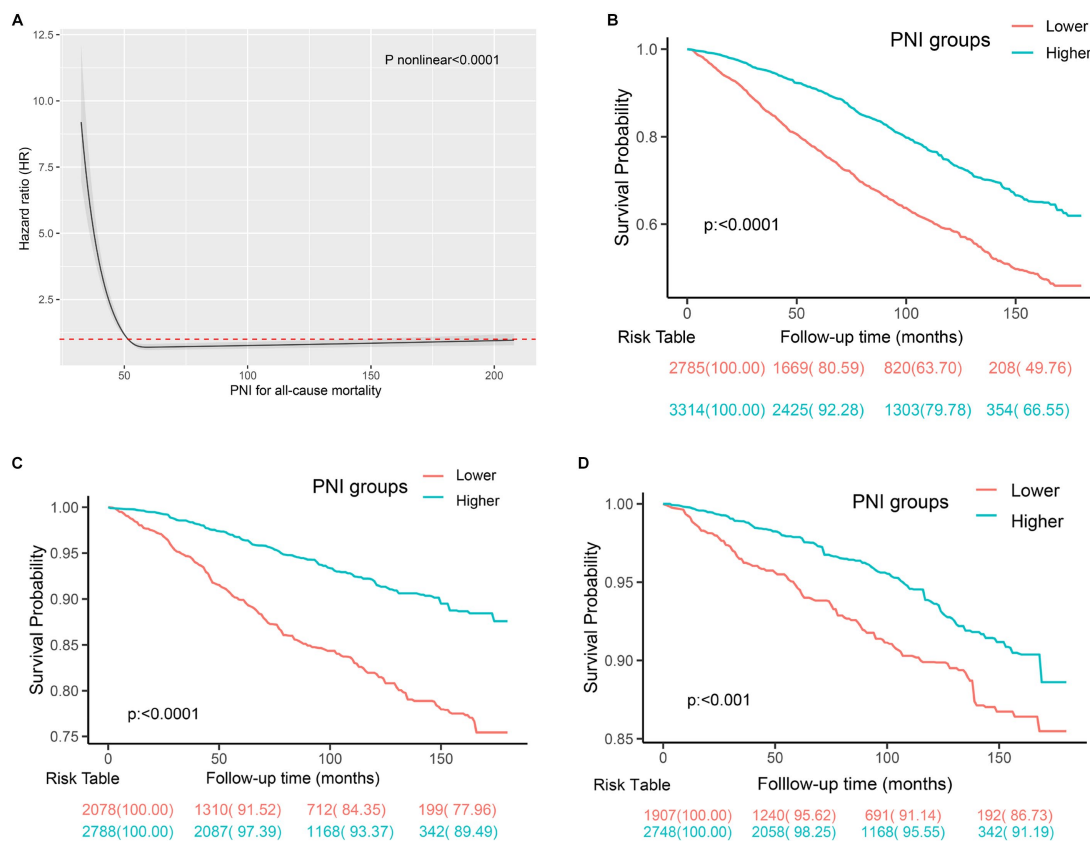 A
12.5
10.0
7.5
5.0
2.5
Hazard ratio (HR)
P nonlinear<0.0001
50
100
150
200
PNI for all-cause mortality
B
PNI groups
Lower
Higher
1.0
0.8
0.6
Survival Probability
p:<0.0001
0
50
100
150
Risk Table
Follow-up time (months)
2785(100.00) 1669( 80.59) 820(63.70) 208( 49.76)
3314(100.00) 2425( 92.28) 1303(79.78) 354( 66.55)
C
PNI groups
Lower
Higher
1.00
0.95
0.90
0.85
0.80
0.75
Survival Probability
p:<0.0001
0
50
100
150
Risk Table
Follow-up time (months)
2078(100.00) 1310( 91.52) 712( 84.35) 199( 77.96)
2788(100.00) 2087( 97.39) 1168( 93.37) 342( 89.49)
D
PNI groups
Lower
Higher
1.00
0.95
0.90
0.85
Survival Probability
p:<0.001
0
50
100
150
Risk Table
Folllow-up time (months)
1907(100.00) 1240( 95.62) 691( 91.14) 192( 86.73)
2748(100.00) 2058( 98.25) 1168( 95.55) 342( 91.19)